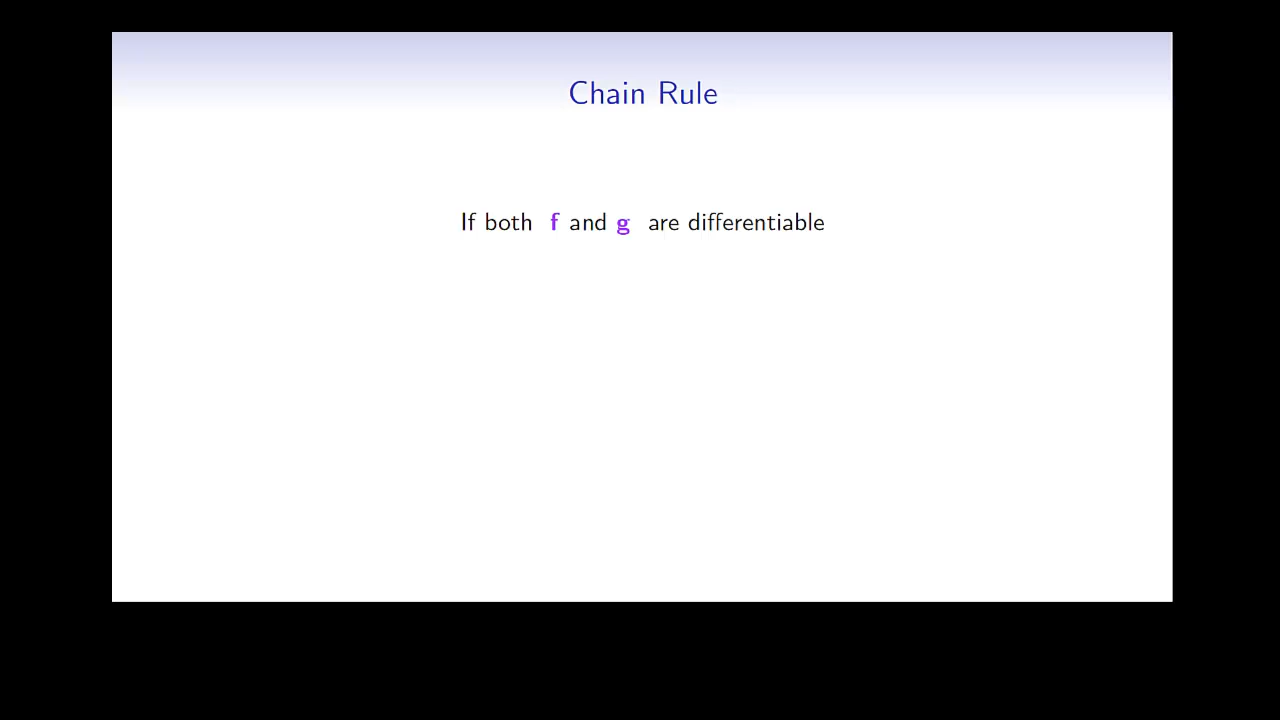 Chain Rule
If both f and g are differentiable